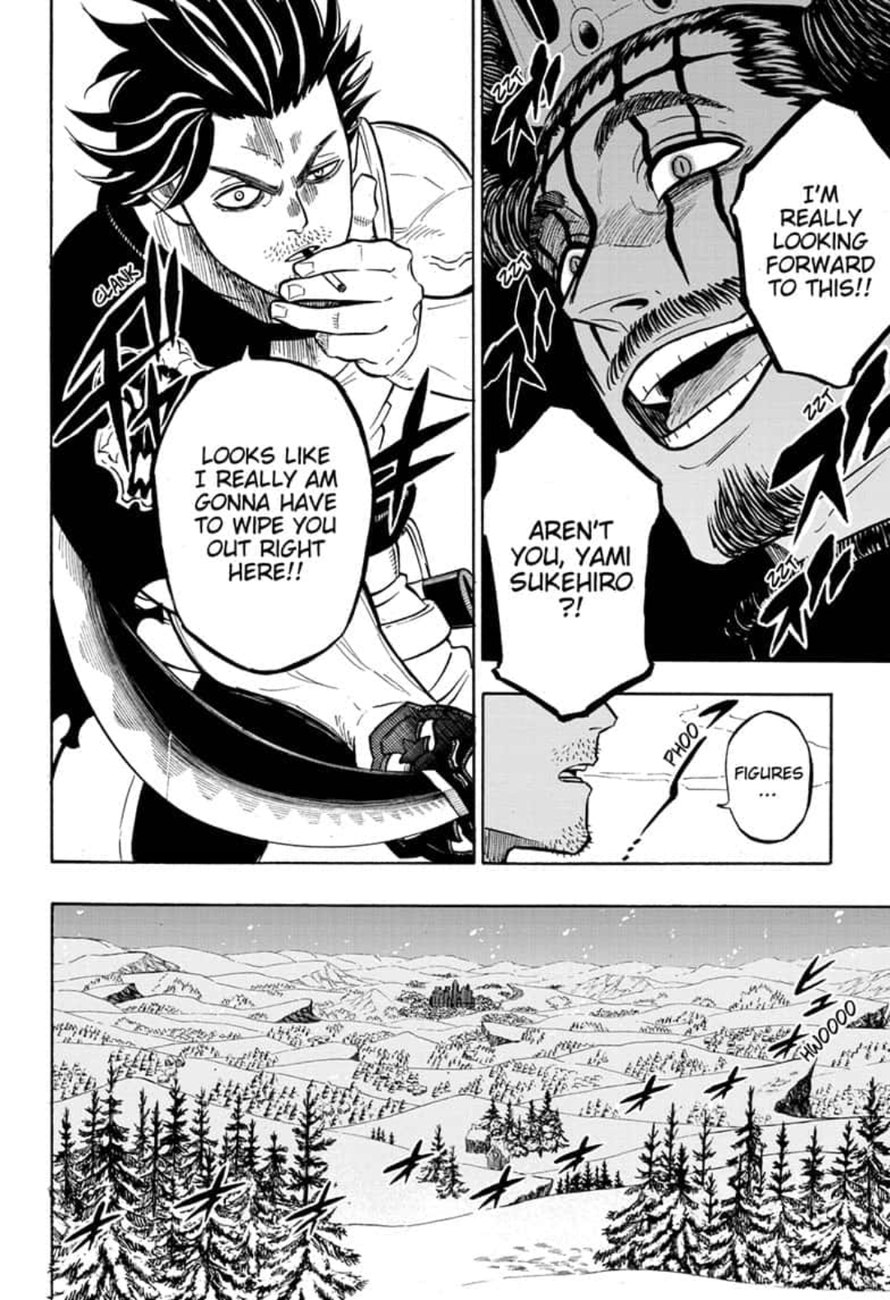 ZZT
I'M
REALLY
LOOKING
FORWARD
TO THIS!!
ZZT
ZZT
AREN'T
YOU, YAMI
SUKEHIRO
?!
ZZT
FIGURES
...
PHOO
CLANK
LOOKS LIKE
I REALLY AM
GONNA HAVE
TO WIPE YOU
OUT RIGHT
HERE!!
HWOOOO